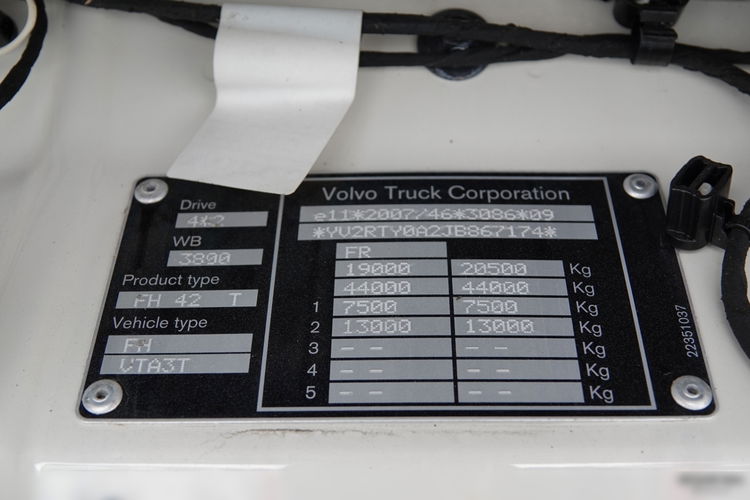 Drive
4X2
WB
3800
Product type
FH 42 T
Vehicle type
FH
VTA3T
Volvo Truck Corporation
e11*2007/46*3086*09
*YV2RTY0A2JB867174*
FR
19000 20500 Kg
44000 44000 Kg
1 7500 7500 Kg
2 13000 13000 Kg
3 -- -- Kg
4 -- -- Kg
5 -- -- Kg
22351037